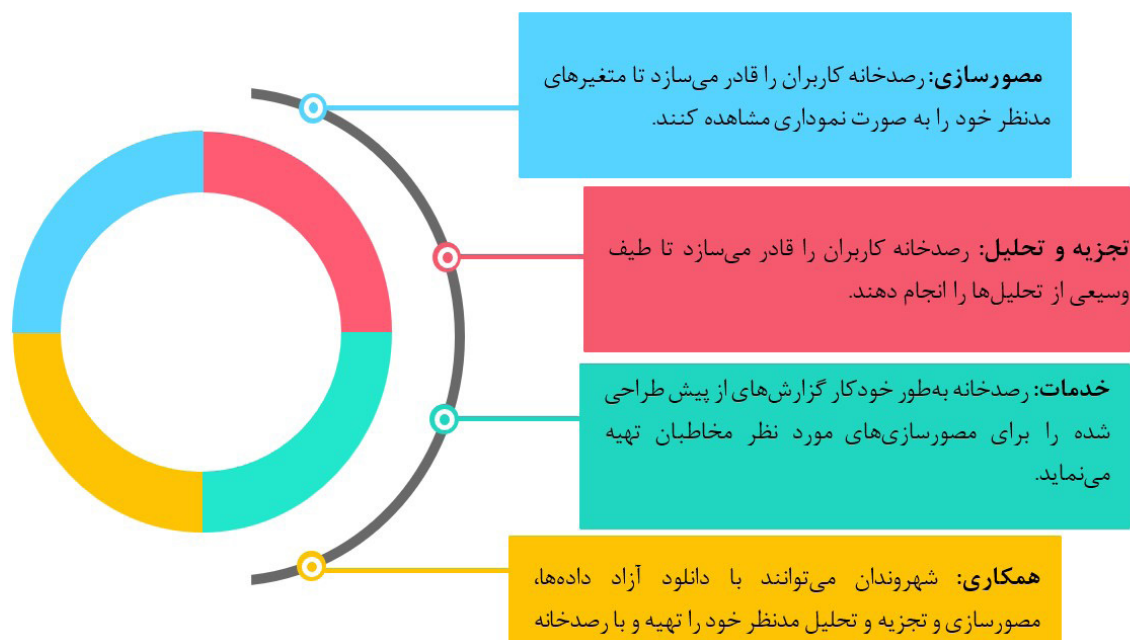 مصورسازی: رصدخانه کاربران را قادر می‌سازد تا متغیرهای
مدنظر خود را به صورت نموداری مشاهده کنند.
تجزیه و تحلیل: رصدخانه کاربران را قادر می‌سازد تا طیف
وسیعی از تحلیل‌ها را انجام دهند.
خدمات: رصدخانه به‌طور خودکار گزارش‌های از پیش طراحی
شده را برای مصورسازی‌های مورد نظر مخاطبان تهیه
می‌نماید.
همکاری: شهروندان می‌توانند با دانلود آزاد داده‌ها،
مصورسازی و تجزیه و تحلیل مدنظر خود را تهیه و با رصدخانه